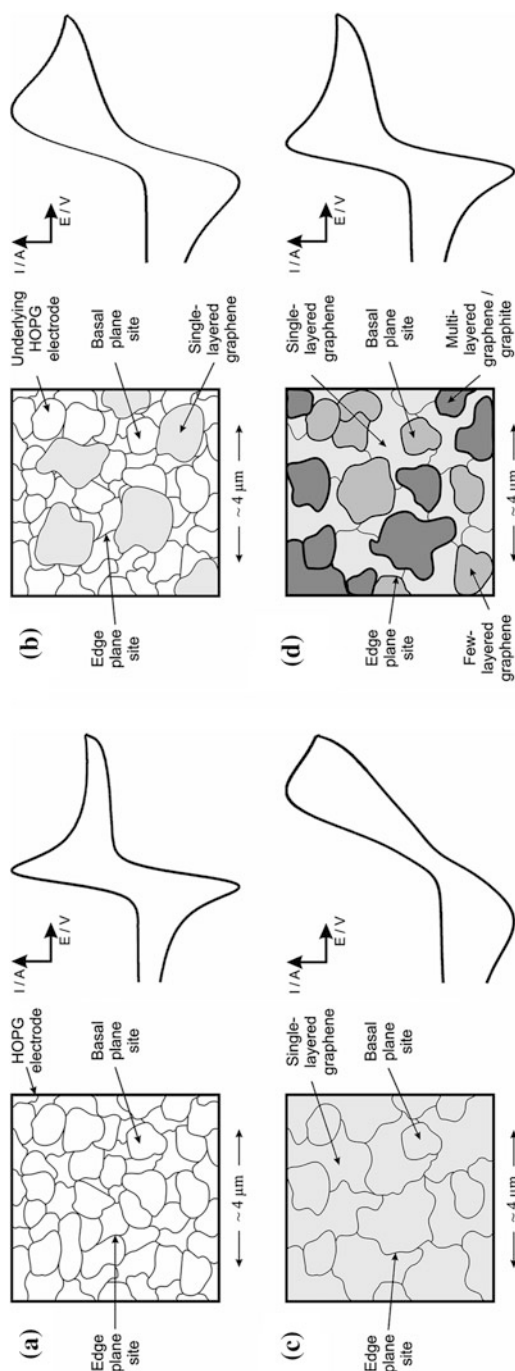 (a)
HOPG
electrode
Basal
plane
site
Edge
plane
site
~ 4 μm
I / A
E / V
(b)
Underlying
HOPG
electrode
Basal plane
site
Single-
layered
graphene
Edge plane
site
~ 4 μm
I / A
E / V
(c)
Single-
layered
graphene
Basal
plane
site
Edge
plane
site
~ 4 μm
I / A
E / V
(d)
Single-layered
graphene
Basal
plane
site
Multi-
layered
graphene /
graphite
Edge plane
site
Few-
layered
graphene
~ 4 μm
I / A
E / V